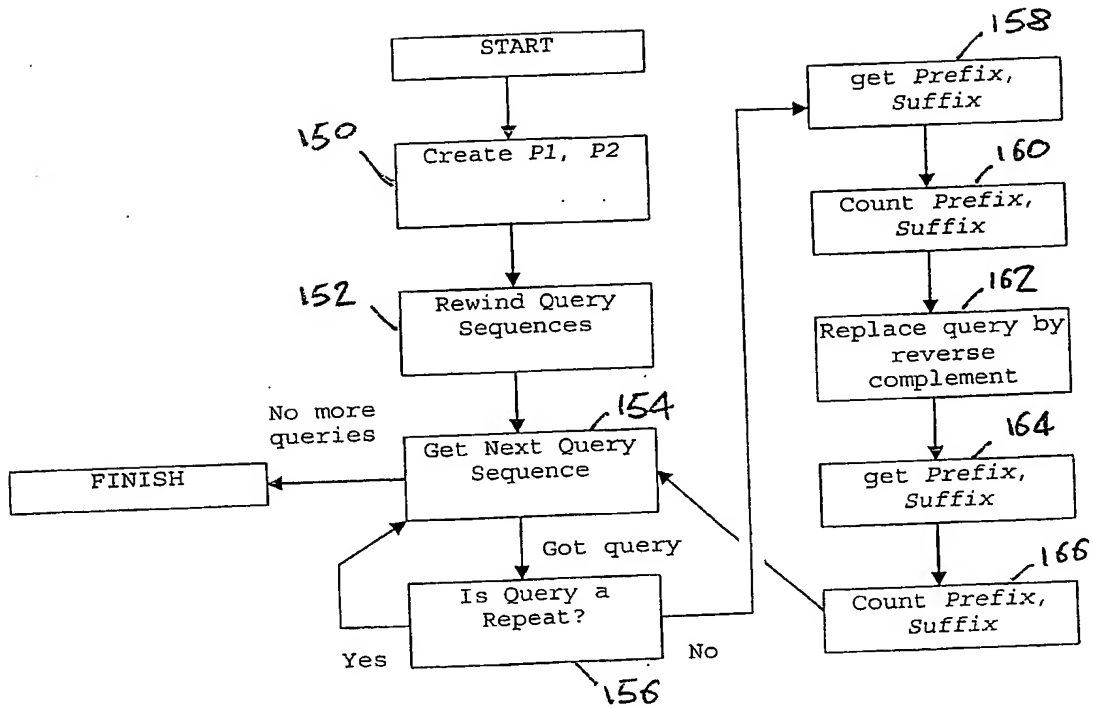 START
150
Create P1, P2
152
Rewind Query
Sequences
No more
queries
154
Get Next Query
Sequence
FINISH
Got query
Is Query a
Repeat?
Yes
No
156
158
get Prefix,
Suffix
160
Count Prefix,
Suffix
162
Replace query by
reverse
complement
164
get Prefix,
Suffix
166
Count Prefix,
Suffix